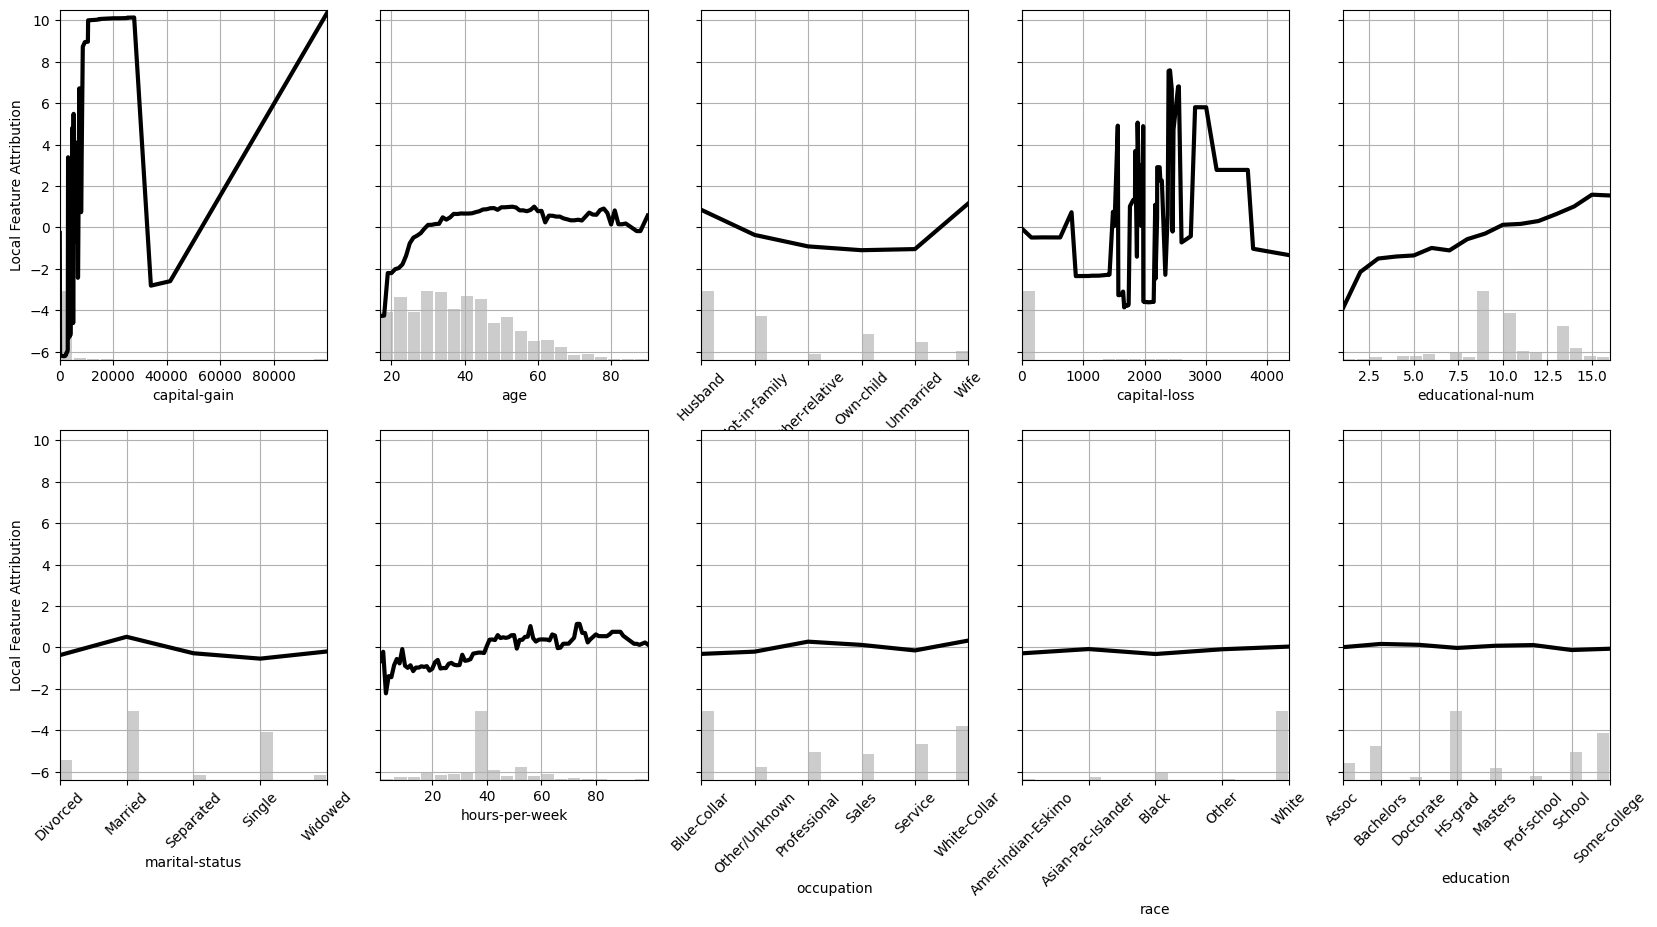 10
8
6
4
2
0
−2
−4
−6
Local Feature Attribution
0 20000 40000 60000 80000
capital-gain
20 40 60 80
age
Husband
ot-in-family
her-relative
Own-child
Unmarried
Wife
0 1000 2000 3000 4000
capital-loss
2.5 5.0 7.5 10.0 12.5 15.0
educational-num
10
8
6
4
2
0
−2
−4
−6
Local Feature Attribution
Divorced
Married
Separated
Single
Widowed
marital-status
20 40 60 80
hours-per-week
Blue-Collar
Other/Unknown
Professional
Sales
Service
White-Collar
occupation
Amer-Indian-Eskimo
Asian-Pac-Islander
Black
Other
White
race
Assoc
Bachelors
Doctorate
HS-grad
Masters
Prof-school
School
Some-college
education